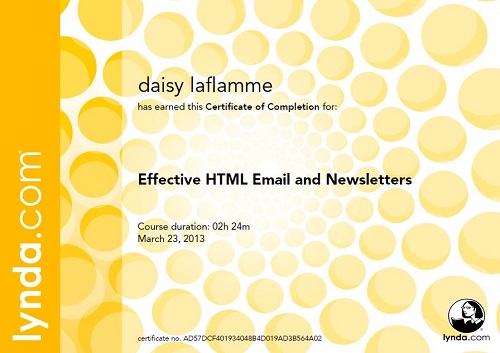 lynda.com
daisy laflamme
has earned this Certificate of Completion for:
Effective HTML Email and Newsletters
Course duration: 02h 24m
March 23, 2013
certificate no. AD57DCF401934048B4D019AD3B564A02
lynda.com